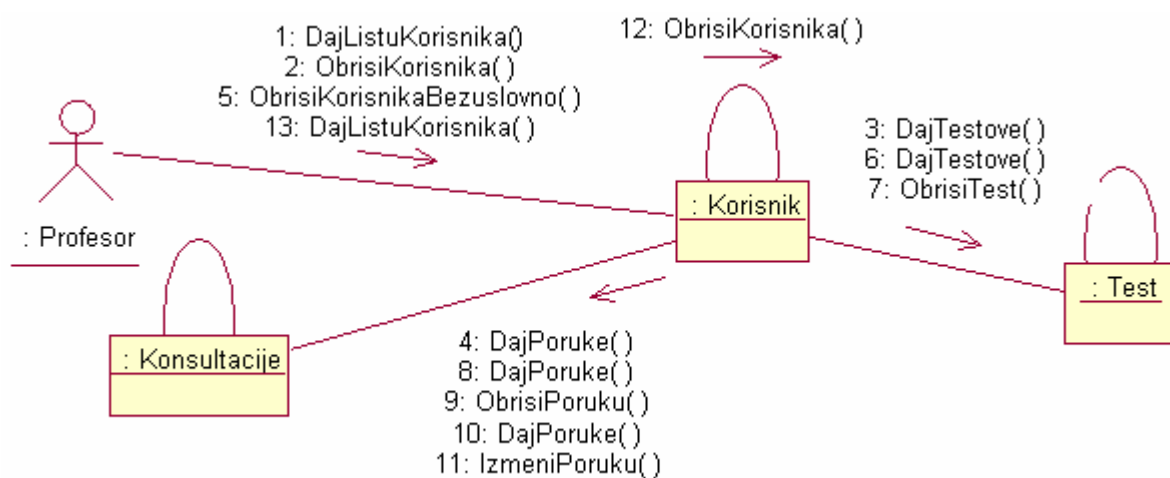 1: DajListuKorisnika()
2: ObrisiKorisnika( )
5: ObrisiKorisnikaBezuslovno( )
13: DajListuKorisnika( )
12: ObrisiKorisnika( )
3: DajTestove( )
6: DajTestove( )
7: ObrisiTest( )
: Profesor
: Korisnik
: Test
: Konsultacije
4: DajPoruke( )
8: DajPoruke( )
9: ObrisiPoruku( )
10: DajPoruke( )
11: IzmeniPoruku( )